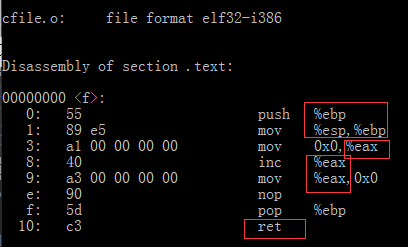 cfile.o:     file format elf32-i386
Disassembly of section .text:
00000000 <f>:
   0:   55                      push   %ebp
   1:   89 e5                   mov    %esp,%ebp
   3:   a1 00 00 00 00          mov    0x0,%eax
   8:   40                      inc    %eax
   9:   a3 00 00 00 00          mov    %eax,0x0
   e:   90                      nop
   f:   5d                      pop    %ebp
  10:   c3                      ret